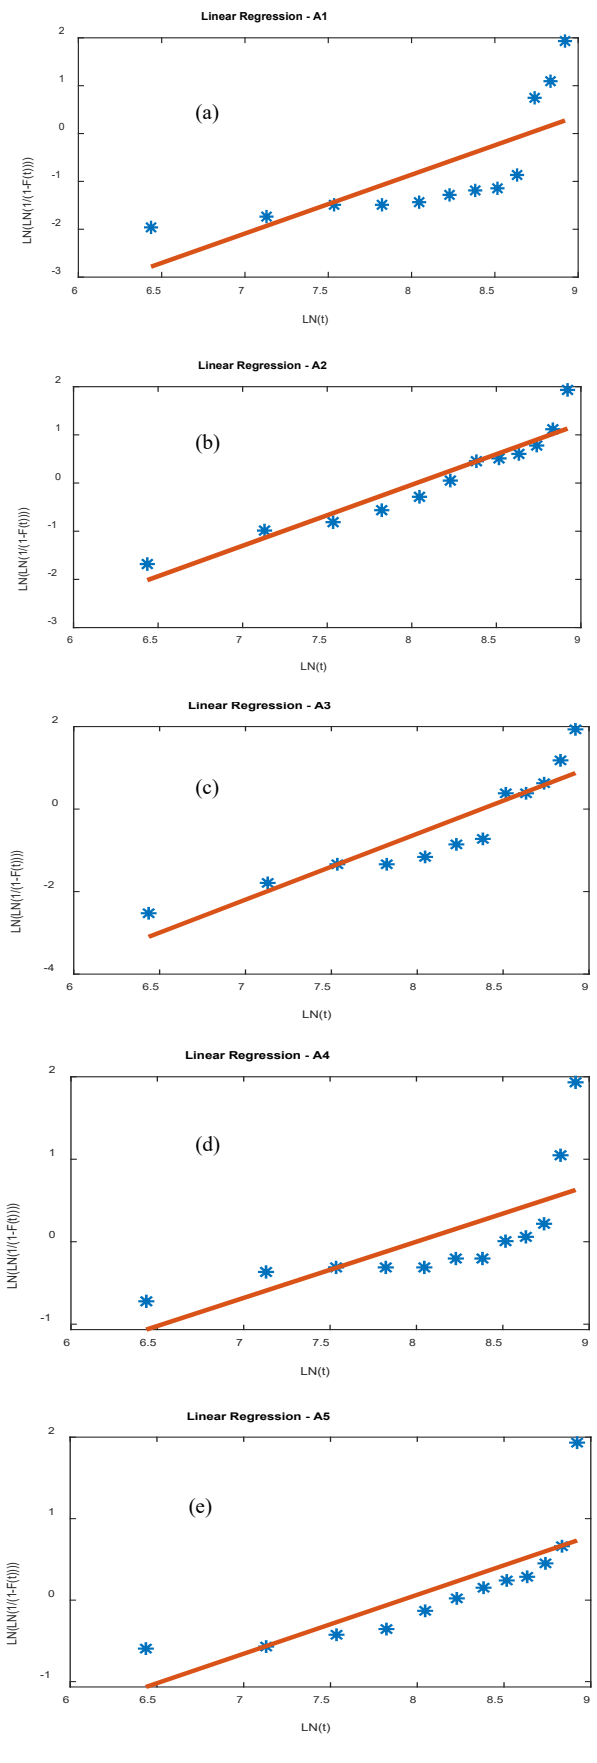 Linear Regression - A1
2
1
0
-1
-2
-3
(a)
LN(LN(1/(1-F(t))))
6 6.5 7 7.5 8 8.5 9
LN(t)
Linear Regression - A2
2
1
0
-1
-2
-3
(b)
LN(LN(1/(1-F(t))))
6 6.5 7 7.5 8 8.5 9
LN(t)
Linear Regression - A3
2
0
-2
-4
(c)
LN(LN(1/(1-F(t))))
6 6.5 7 7.5 8 8.5 9
LN(t)
Linear Regression - A4
2
1
0
-1
(d)
LN(LN(1/(1-F(t))))
6 6.5 7 7.5 8 8.5 9
LN(t)
Linear Regression - A5
2
1
0
-1
(e)
LN(LN(1/(1-F(t))))
6 6.5 7 7.5 8 8.5 9
LN(t)